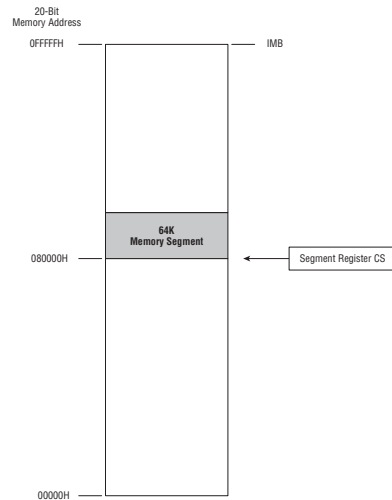 20-Bit
Memory Address
0FFFFFH
IMB
64K
Memory Segment
080000H
Segment Register CS
00000H